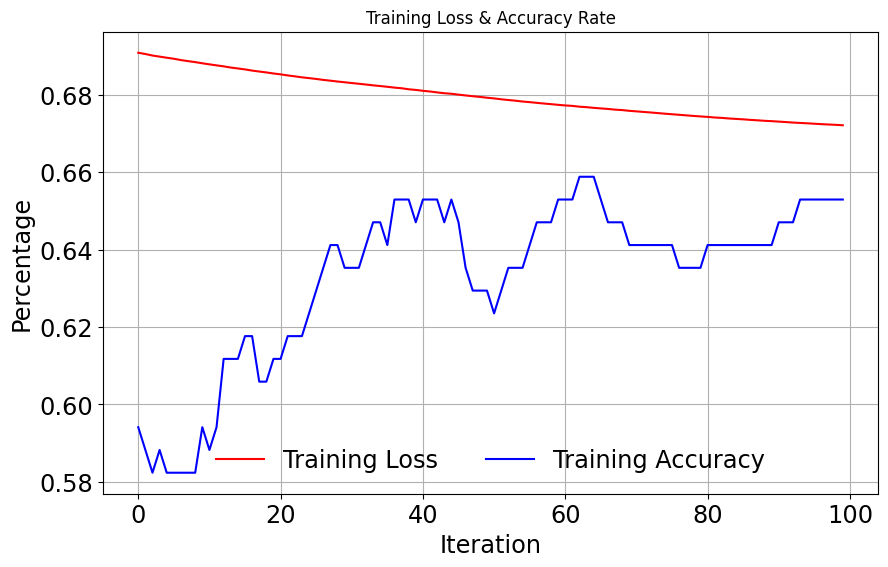 Training Loss & Accuracy Rate
Percentage
0.68
0.66
0.64
0.62
0.60
0.58
Training Loss
Training Accuracy
0 20 40 60 80 100
Iteration